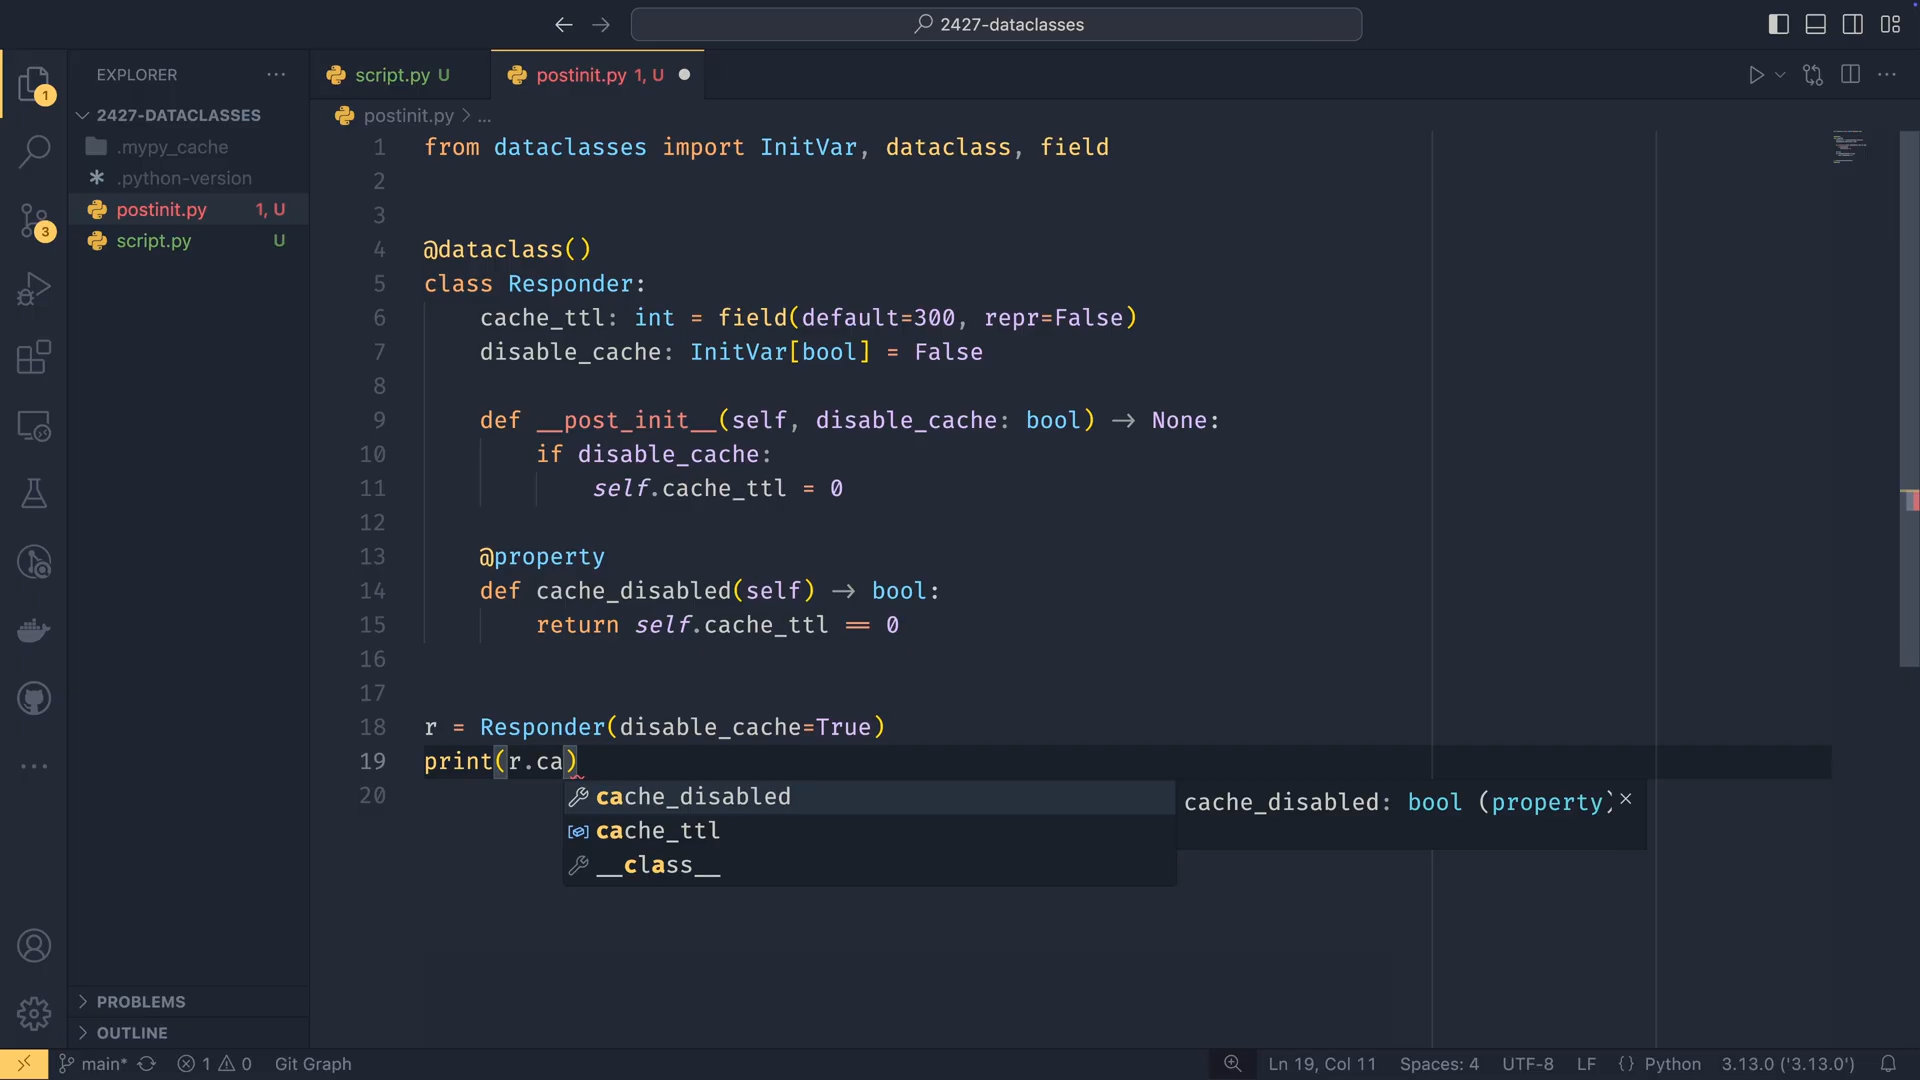 2427-dataclasses
EXPLORER
1
2427-DATACLASSES
.mypy_cache
.python-version
postinit.py 1, U
script.py U
3
script.py U
postinit.py 1, U
postinit.py > ...
1 from dataclasses import InitVar, dataclass, field
2
3
4 @dataclass()
5 class Responder:
6 cache_ttl: int = field(default=300, repr=False)
7 disable_cache: InitVar[bool] = False
8
9 def __post_init__(self, disable_cache: bool) → None:
10 if disable_cache:
11 self.cache_ttl = 0
12
13 @property
14 def cache_disabled(self) → bool:
15 return self.cache_ttl == 0
16
17
18 r = Responder(disable_cache=True)
19 print(r.ca)
20
cache_disabled
cache_ttl
__class__
cache_disabled: bool (property)
PROBLEMS
OUTLINE
main* 1 0 Git Graph Ln 19, Col 11 Spaces: 4 UTF-8 LF {} Python 3.13.0 ('3.13.0')